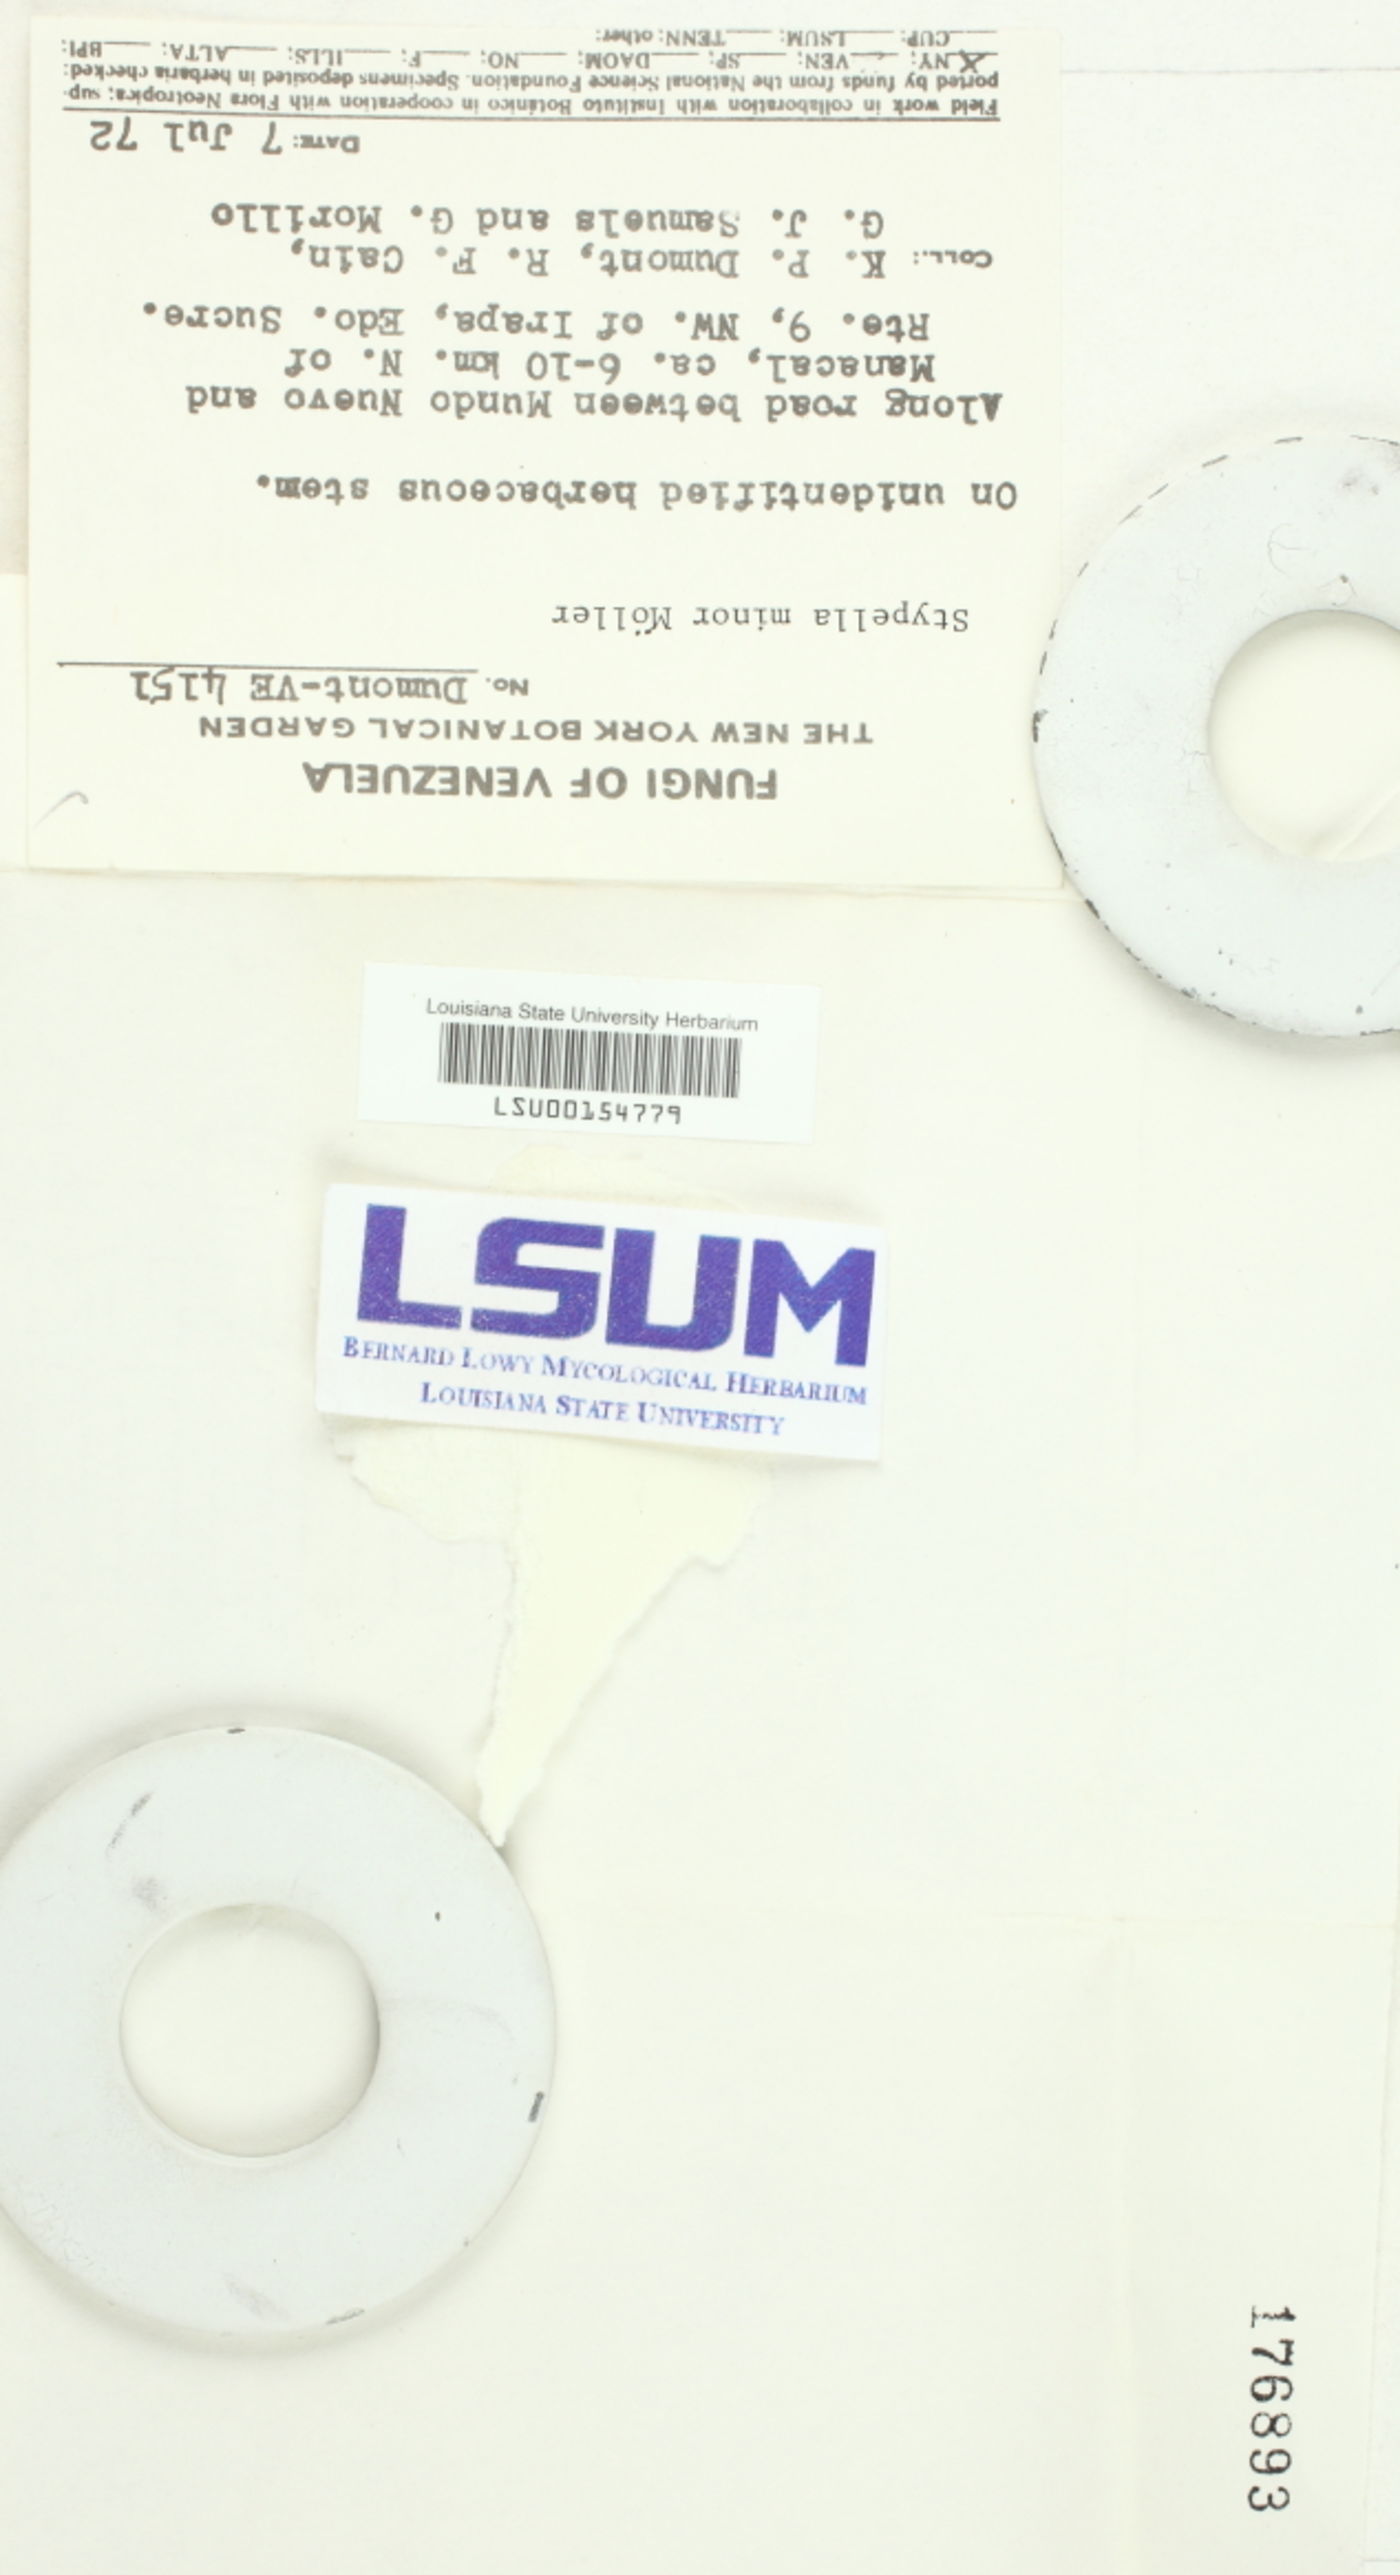 FUNGI OF VENEZUELA
THE NEW YORK BOTANICAL GARDEN
No. Dumont-VE 4151
Stypella minor Möller
On unidentified herbaceous stem.
Along road between Mundo Nuevo and
Manacal, ca. 6-10 km. N. of
Rte. 9, NW. of Irapa, Edo. Sucre.
COLL.: K. P. Dumont, R. F. Cain,
G. J. Samuels and G. Morillo
DATE: 7 Jul 72
Field work in collaboration with Instituto Botánico in cooperation with Flora Neotropica; sup-
ported by funds from the National Science Foundation. Specimens deposited in herbaria checked:
X NY: VEN: SP: DAOM: NO: F: ILLS: ALTA: BPI:
CUP: LSUM: TENN: other:
Louisiana State University Herbarium
LSU00154779
LSUM
BERNARD LOWY MYCOLOGICAL HERBARIUM
LOUISIANA STATE UNIVERSITY
176893